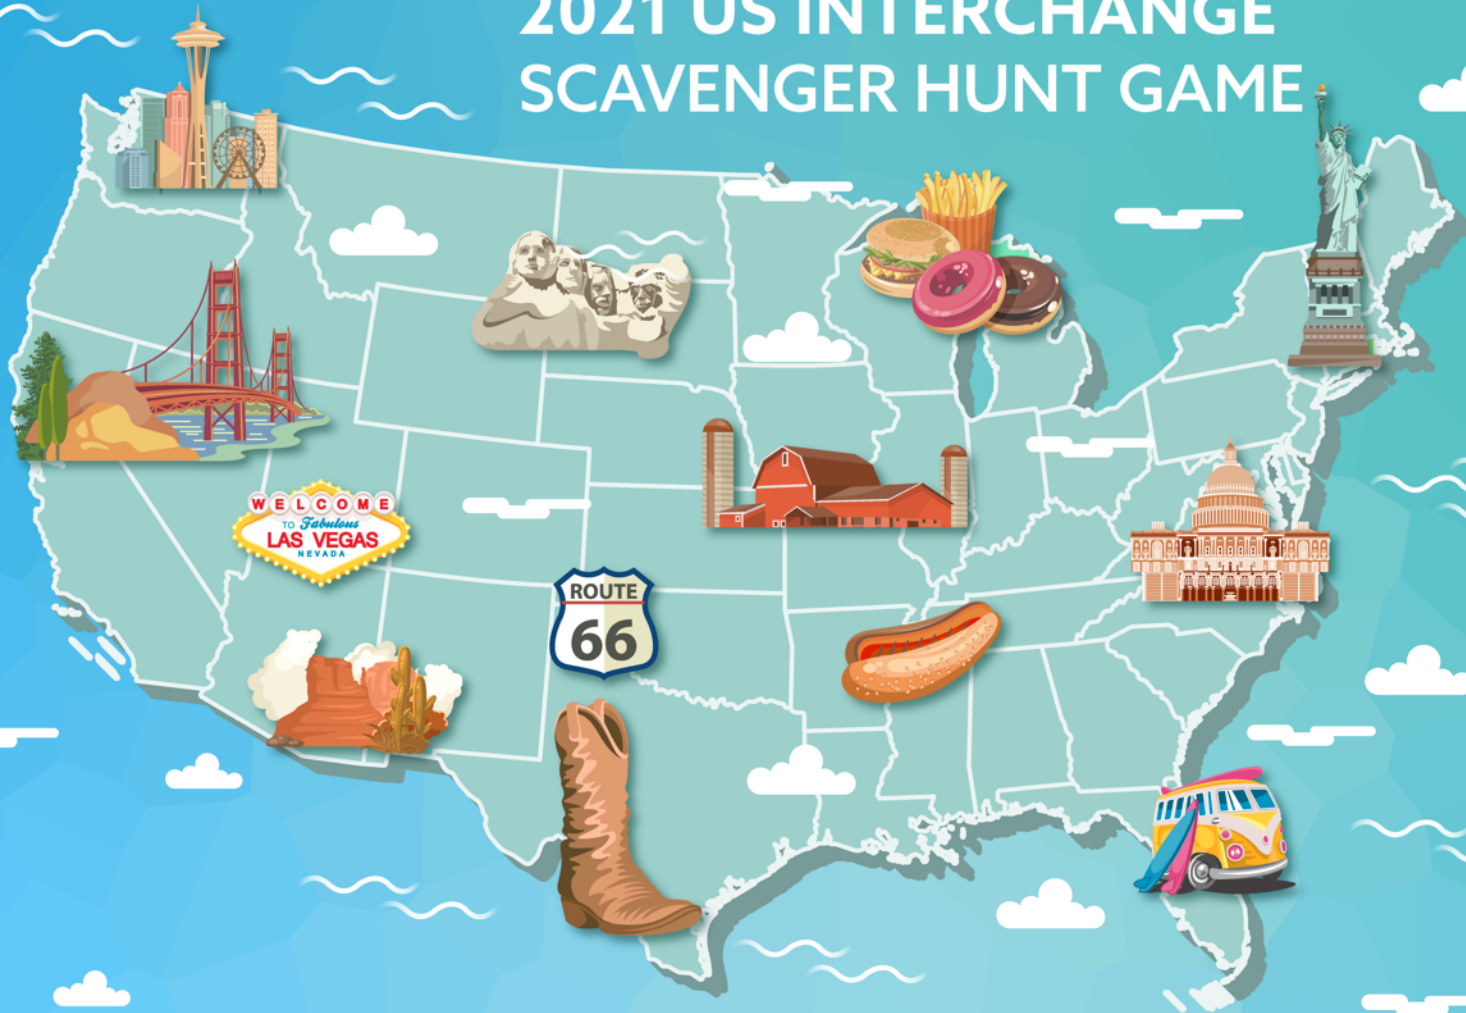 2021 US INTERCHANGE
SCAVENGER HUNT GAME
WELCOME
TO Fabulous
LAS VEGAS
NEVADA
ROUTE
66